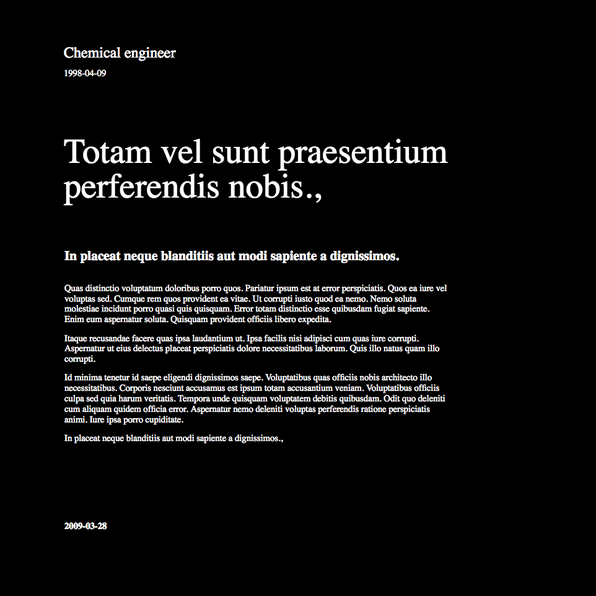 Chemical engineer
1998-04-09
Totam vel sunt praesentium
perferendis nobis.,
In placeat neque blanditiis aut modi sapiente a dignissimos.
Quas distinctio voluptatum doloribus porro quos. Pariatur ipsum est at error perspiciatis. Quos ea iure vel
voluptas sed. Cumque rem quos provident ea vitae. Ut corrupti iusto quod ea nemo. Nemo soluta
molestiae incidunt porro quasi quis quisquam. Error totam distinctio esse quibusdam fugiat sapiente.
Enim eum aspernatur soluta. Quisquam provident officiis libero expedita.
Itaque recusandae facere quas ipsa laudantium ut. Ipsa facilis nisi adipisci cum quas iure corrupti.
Aspernatur ut eius delectus placeat perspiciatis dolore necessitatibus laborum. Quis illo natus quam illo
corrupti.
Id minima tenetur id saepe eligendi dignissimos saepe. Voluptatibus quas officiis nobis architecto illo
necessitatibus. Corporis nesciunt accusamus est ipsum totam accusantium veniam. Voluptatibus officiis
culpa sed quia harum veritatis. Tempora unde quisquam voluptatem debitis quibusdam. Odit quo deleniti
cum aliquam quidem officia error. Aspernatur nemo deleniti voluptas perferendis ratione perspiciatis
animi. Iure ipsa porro cupiditate.
In placeat neque blanditiis aut modi sapiente a dignissimos.,
2009-03-28